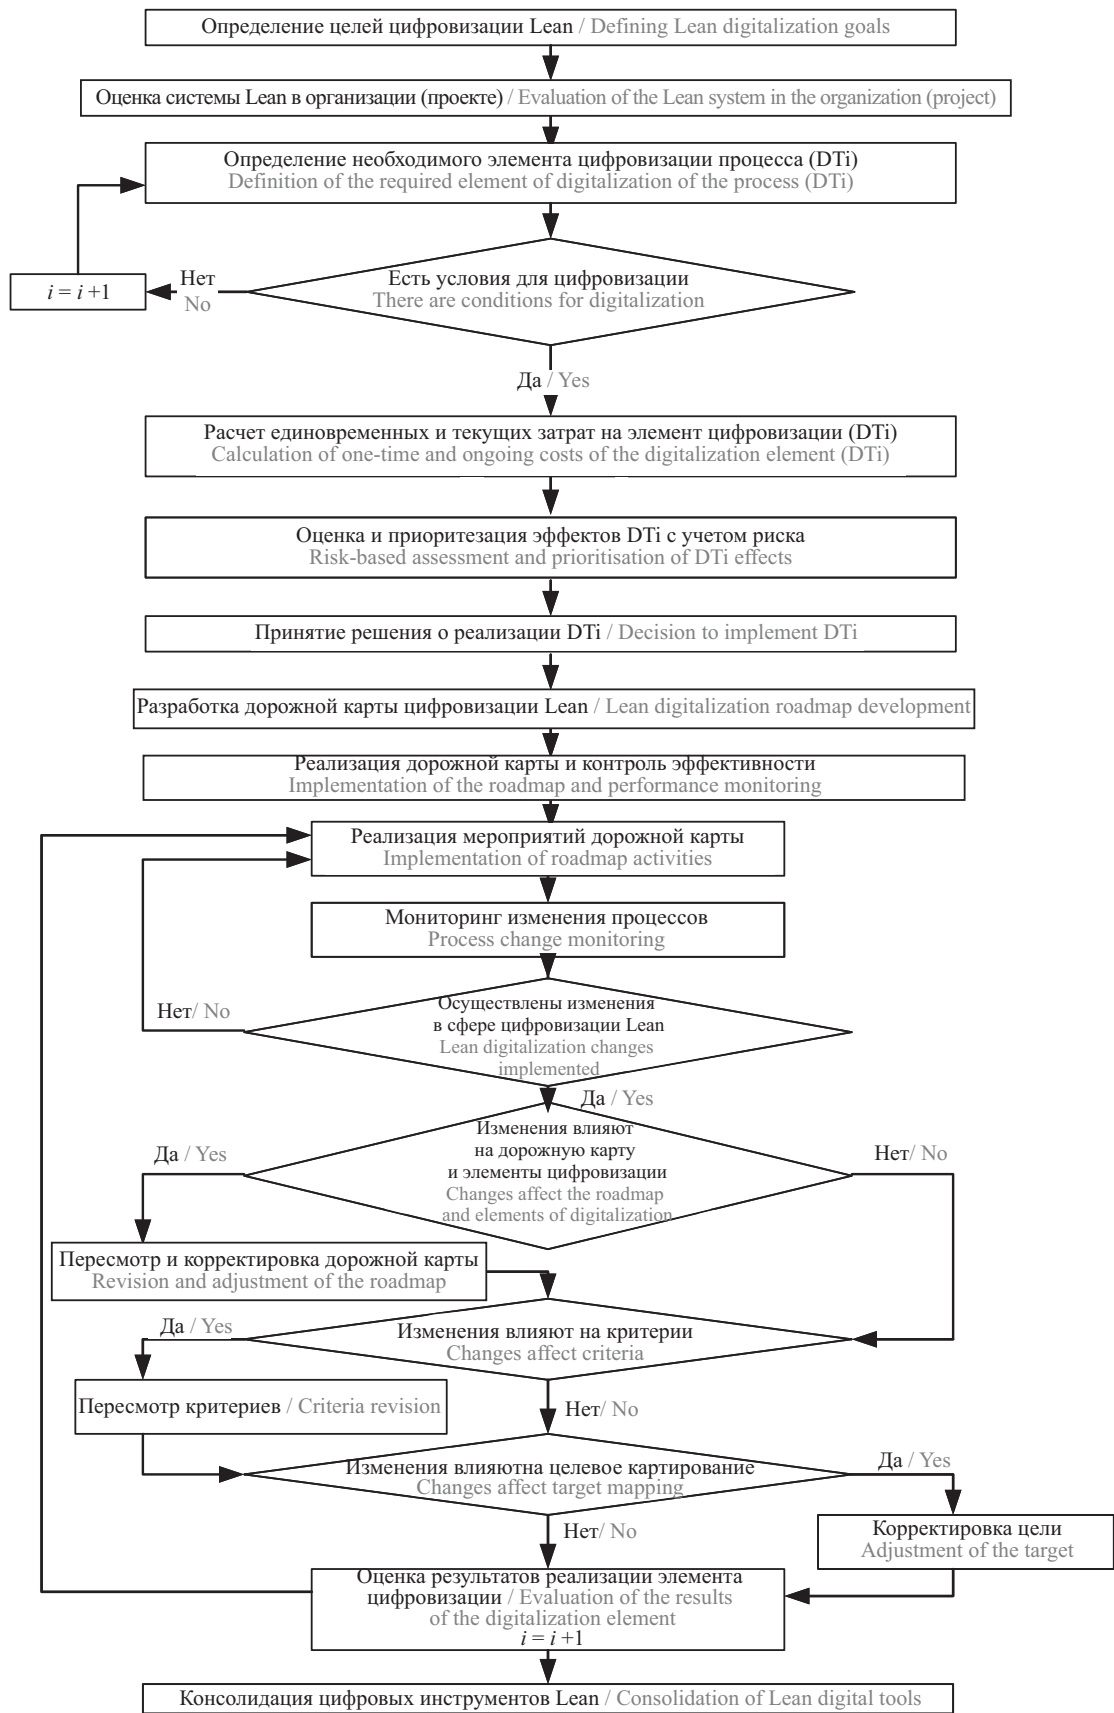 Определение целей цифровизации Lean / Defining Lean digitalization goals
Оценка системы Lean в организации (проекте) / Evaluation of the Lean system in the organization (project)
Определение необходимого элемента цифровизации процесса (DTi)
Definition of the required element of digitalization of the process (DTi)
Есть условия для цифровизации
There are conditions for digitalization
Нет
No
i = i +1
Да / Yes
Расчет единовременных и текущих затрат на элемент цифровизации (DTi)
Calculation of one-time and ongoing costs of the digitalization element (DTi)
Оценка и приоритезация эффектов DTi с учетом риска
Risk-based assessment and prioritisation of DTi effects
Принятие решения о реализации DTi / Decision to implement DTi
Разработка дорожной карты цифровизации Lean / Lean digitalization roadmap development
Реализация дорожной карты и контроль эффективности
Implementation of the roadmap and performance monitoring
Реализация мероприятий дорожной карты
Implementation of roadmap activities
Мониторинг изменения процессов
Process change monitoring
Осуществлены изменения
в сфере цифровизации Lean
Lean digitalization changes
implemented
Нет/ No
Да / Yes
Изменения влияют
на дорожную карту
и элементы цифровизации
Changes affect the roadmap
and elements of digitalization
Да / Yes
Нет/ No
Пересмотр и корректировка дорожной карты
Revision and adjustment of the roadmap
Да / Yes
Изменения влияют на критерии
Changes affect criteria
Пересмотр критериев / Criteria revision
Нет/ No
Изменения влияютна целевое картирование
Changes affect target mapping
Да / Yes
Нет/ No
Корректировка цели
Adjustment of the target
Оценка результатов реализации элемента
цифровизации / Evaluation of the results
of the digitalization element
i = i +1
Консолидация цифровых инструментов Lean / Consolidation of Lean digital tools